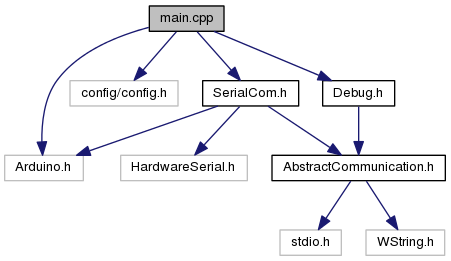 main.cpp
config/config.h
SerialCom.h
Debug.h
Arduino.h
HardwareSerial.h
AbstractCommunication.h
stdio.h
WString.h